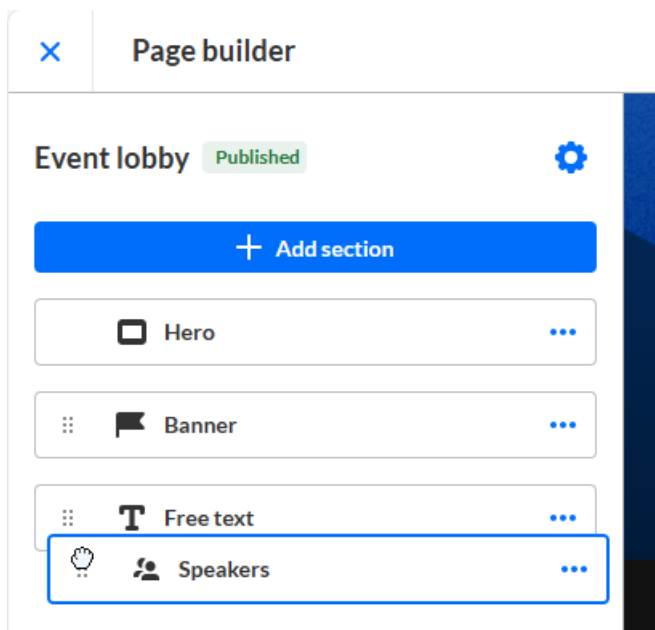 Page builder
Event lobby Published
Add section
Hero
Banner
Free text
Speakers